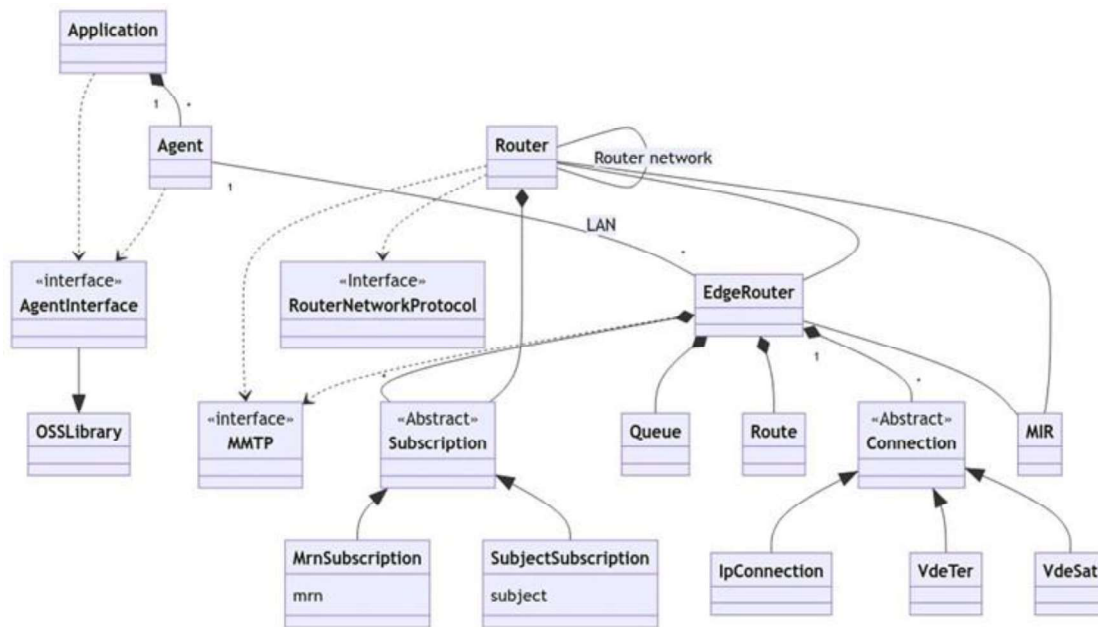 Application
1
*
Agent
Router
Router network
1
LAN
*
«interface»
AgentInterface
«Interface»
RouterNetworkProtocol
EdgeRouter
1
*
*
OSSLibrary
«interface»
MMTP
«Abstract»
Subscription
Queue
Route
«Abstract»
Connection
MIR
MrnSubscription
mrn
SubjectSubscription
subject
IpConnection
VdeTer
VdeSat